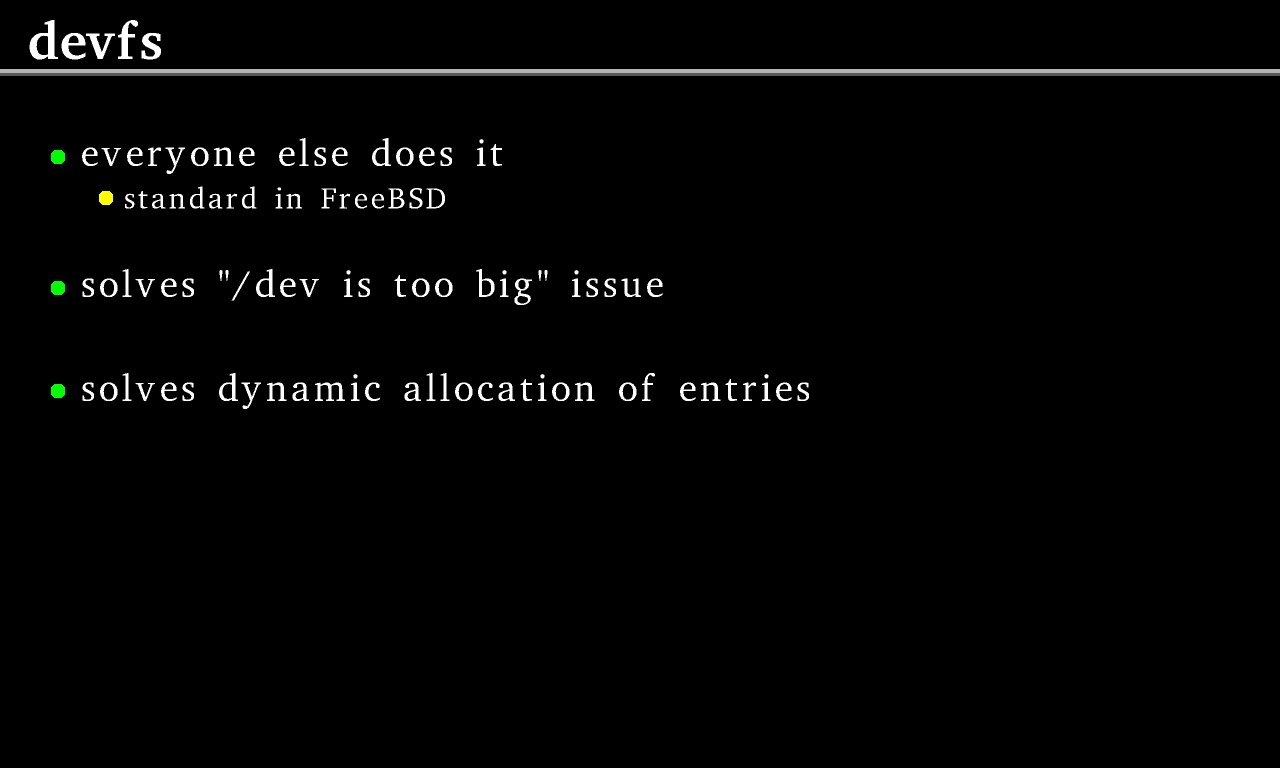 devfs
everyone else does it
standard in FreeBSD
solves "/dev is too big" issue
solves dynamic allocation of entries